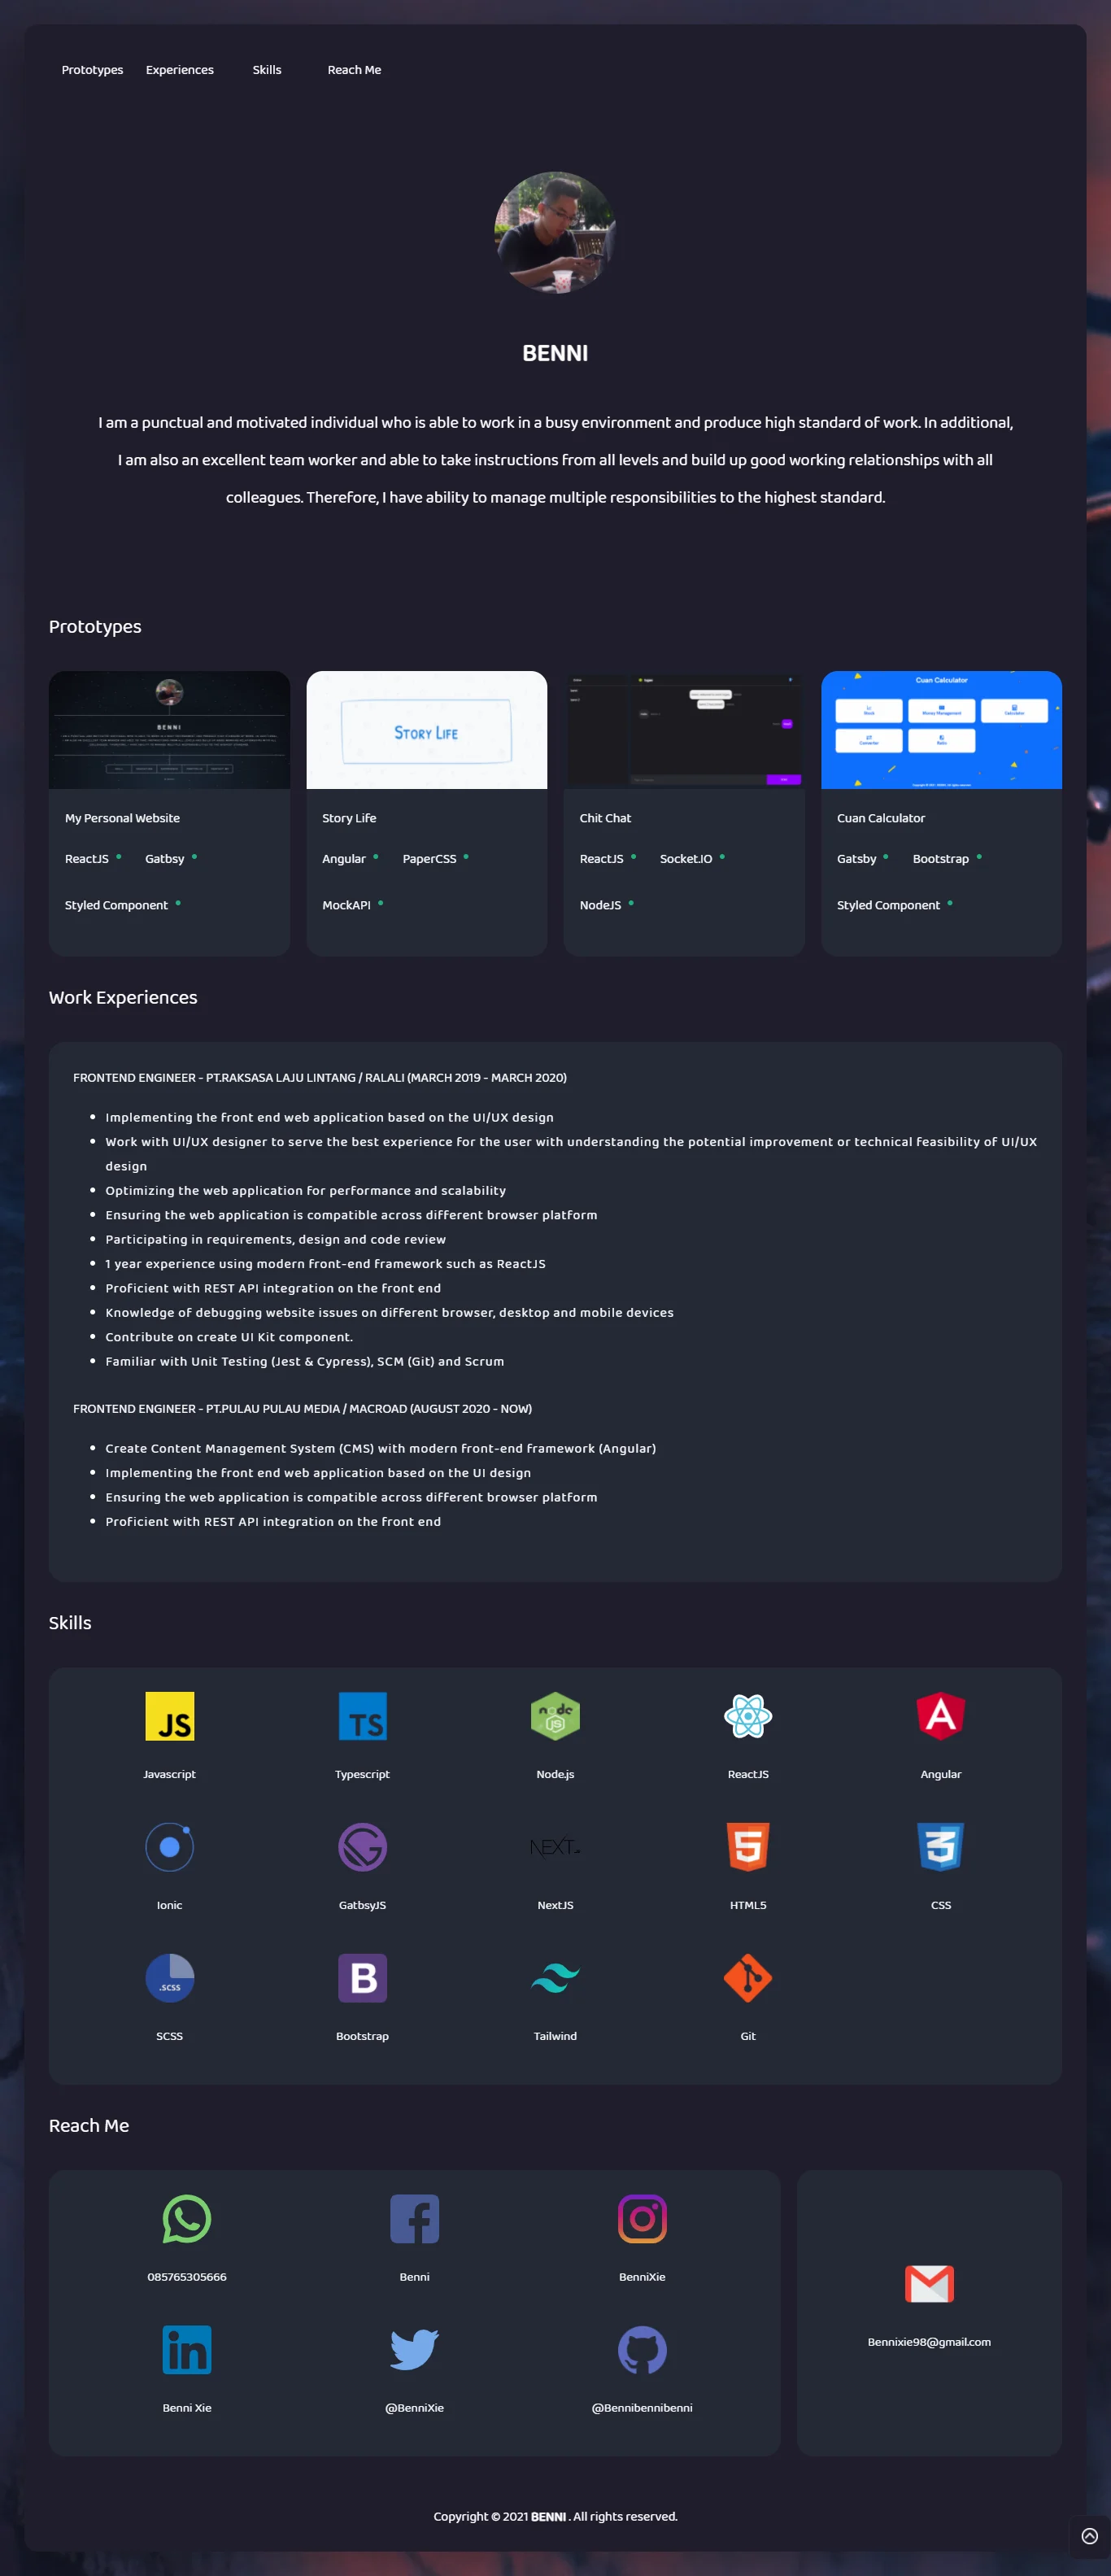 Prototypes Experiences Skills Reach Me
BENNI
I am a punctual and motivated individual who is able to work in a busy environment and produce high standard of work. In additional,
I am also an excellent team worker and able to take instructions from all levels and build up good working relationships with all
colleagues. Therefore, I have ability to manage multiple responsibilities to the highest standard.
Prototypes
BENNI
My Personal Website
ReactJS Gatbsy
Styled Component
STORY LIFE
Story Life
Angular PaperCSS
MockAPI
Chit Chat
ReactJS Socket.IO
NodeJS
Cuan Calculator
Stock Money Management Calculator
Converter Ratio
Cuan Calculator
Gatsby Bootstrap
Styled Component
Work Experiences
FRONTEND ENGINEER - PT.RAKSASA LAJU LINTANG / RALALI (MARCH 2019 - MARCH 2020)
• Implementing the front end web application based on the UI/UX design
• Work with UI/UX designer to serve the best experience for the user with understanding the potential improvement or technical feasibility of UI/UX
design
• Optimizing the web application for performance and scalability
• Ensuring the web application is compatible across different browser platform
• Participating in requirements, design and code review
• 1 year experience using modern front-end framework such as ReactJS
• Proficient with REST API integration on the front end
• Knowledge of debugging website issues on different browser, desktop and mobile devices
• Contribute on create UI Kit component.
• Familiar with Unit Testing (Jest & Cypress), SCM (Git) and Scrum
FRONTEND ENGINEER - PT.PULAU PULAU MEDIA / MACROAD (AUGUST 2020 - NOW)
• Create Content Management System (CMS) with modern front-end framework (Angular)
• Implementing the front end web application based on the UI design
• Ensuring the web application is compatible across different browser platform
• Proficient with REST API integration on the front end
Skills
JS TS node JS A
Javascript Typescript Node.js ReactJS Angular
G NEXT 5 3
Ionic GatbsyJS NextJS HTML5 CSS
.scss B
SCSS Bootstrap Tailwind Git
Reach Me
085765305666 Benni BenniXie
in
Benni Xie @BenniXie @Bennibennibenni
Bennixie98@gmail.com
Copyright © 2021 BENNI . All rights reserved.